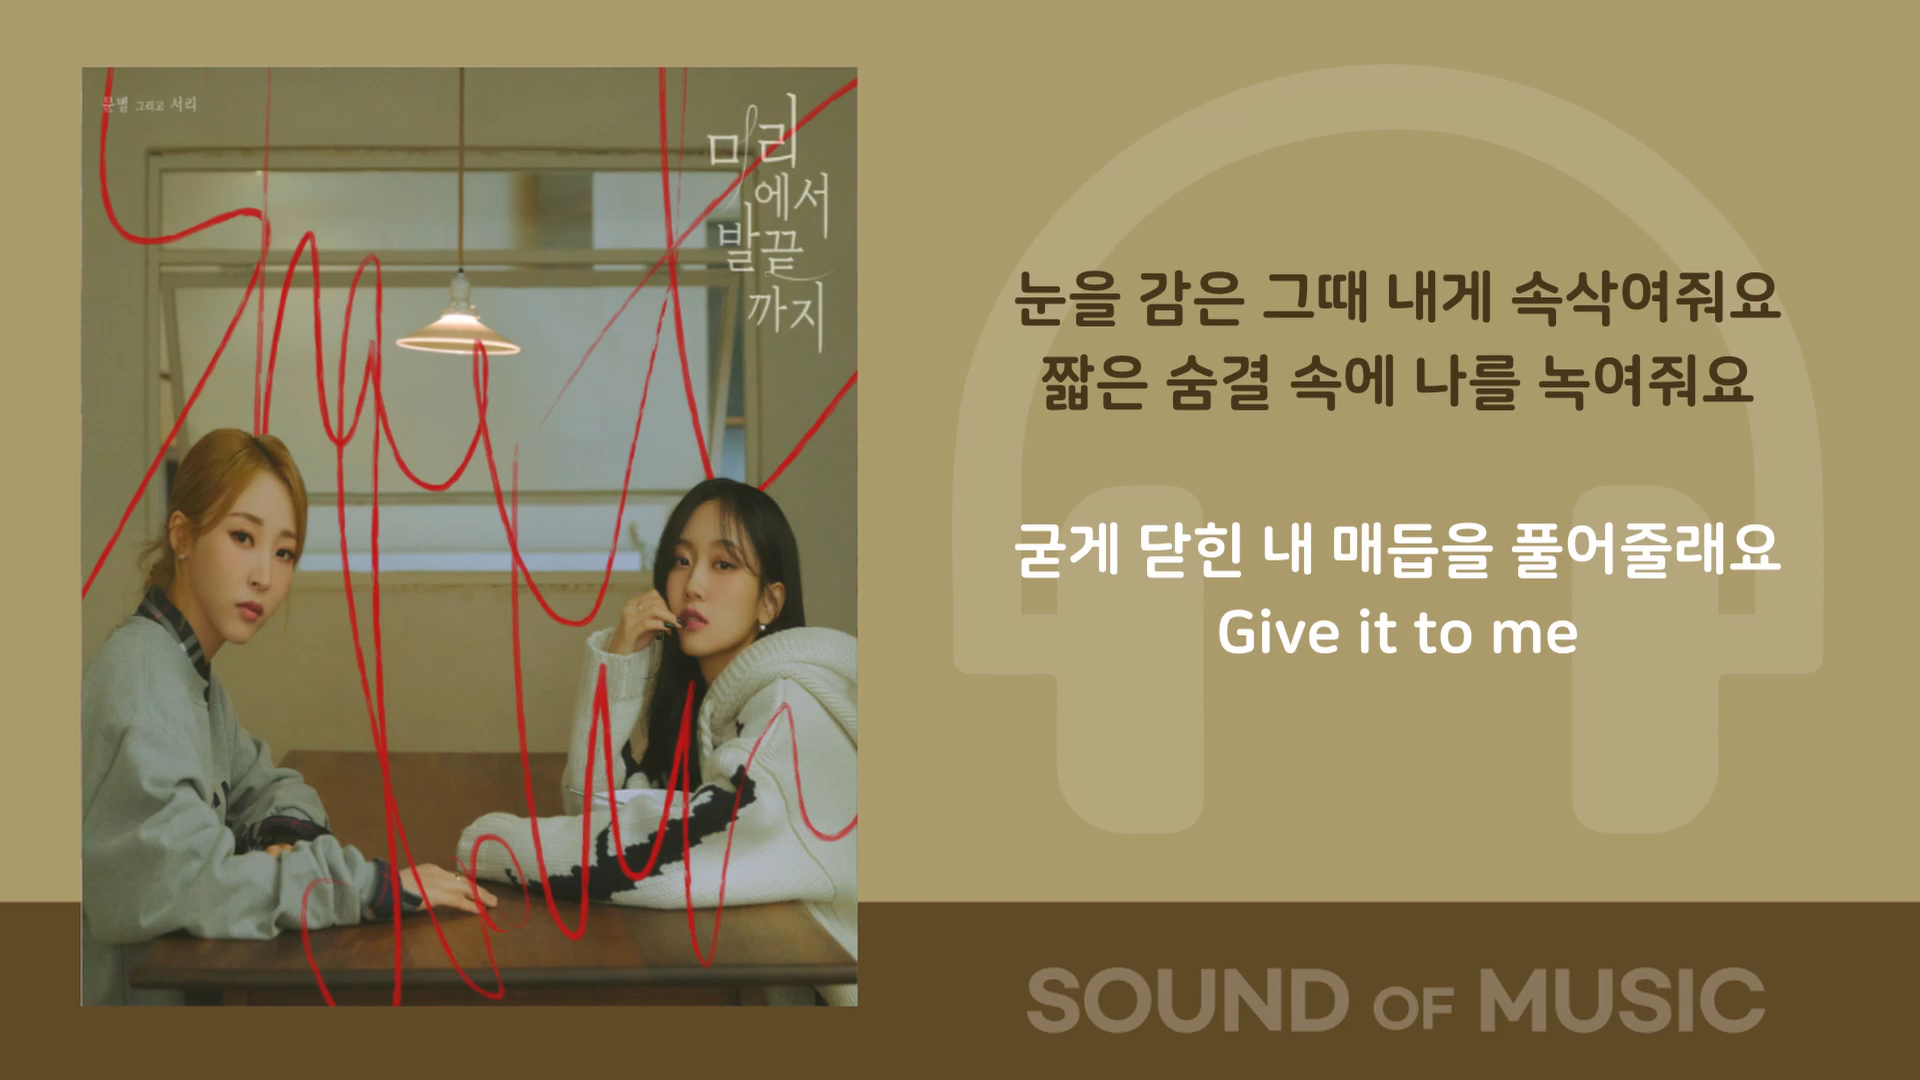 문별 그리고 서리
머리
에서
발끝
까지
눈을 감은 그때 내게 속삭여줘요
짧은 숨결 속에 나를 녹여줘요
굳게 닫힌 내 매듭을 풀어줄래요
Give it to me
SOUND OF MUSIC